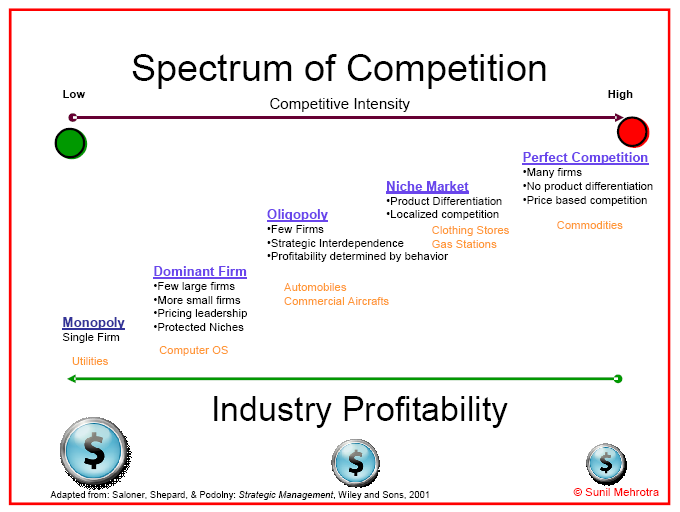 Spectrum of Competition
Low
High
Competitive Intensity
Perfect Competition
•Many firms
•No product differentiation
•Price based competition
Commodities
Niche Market
•Product Differentiation
•Localized competition
Clothing Stores
Gas Stations
Oligopoly
•Few Firms
•Strategic Interdependence
•Profitability determined by behavior
Automobiles
Commercial Aircrafts
Dominant Firm
•Few large firms
•More small firms
•Pricing leadership
•Protected Niches
Computer OS
Monopoly
Single Firm
Utilities
Industry Profitability
$
$
$
Adapted from: Saloner, Shepard, & Podolny: Strategic Management, Wiley and Sons, 2001
© Sunil Mehrotra